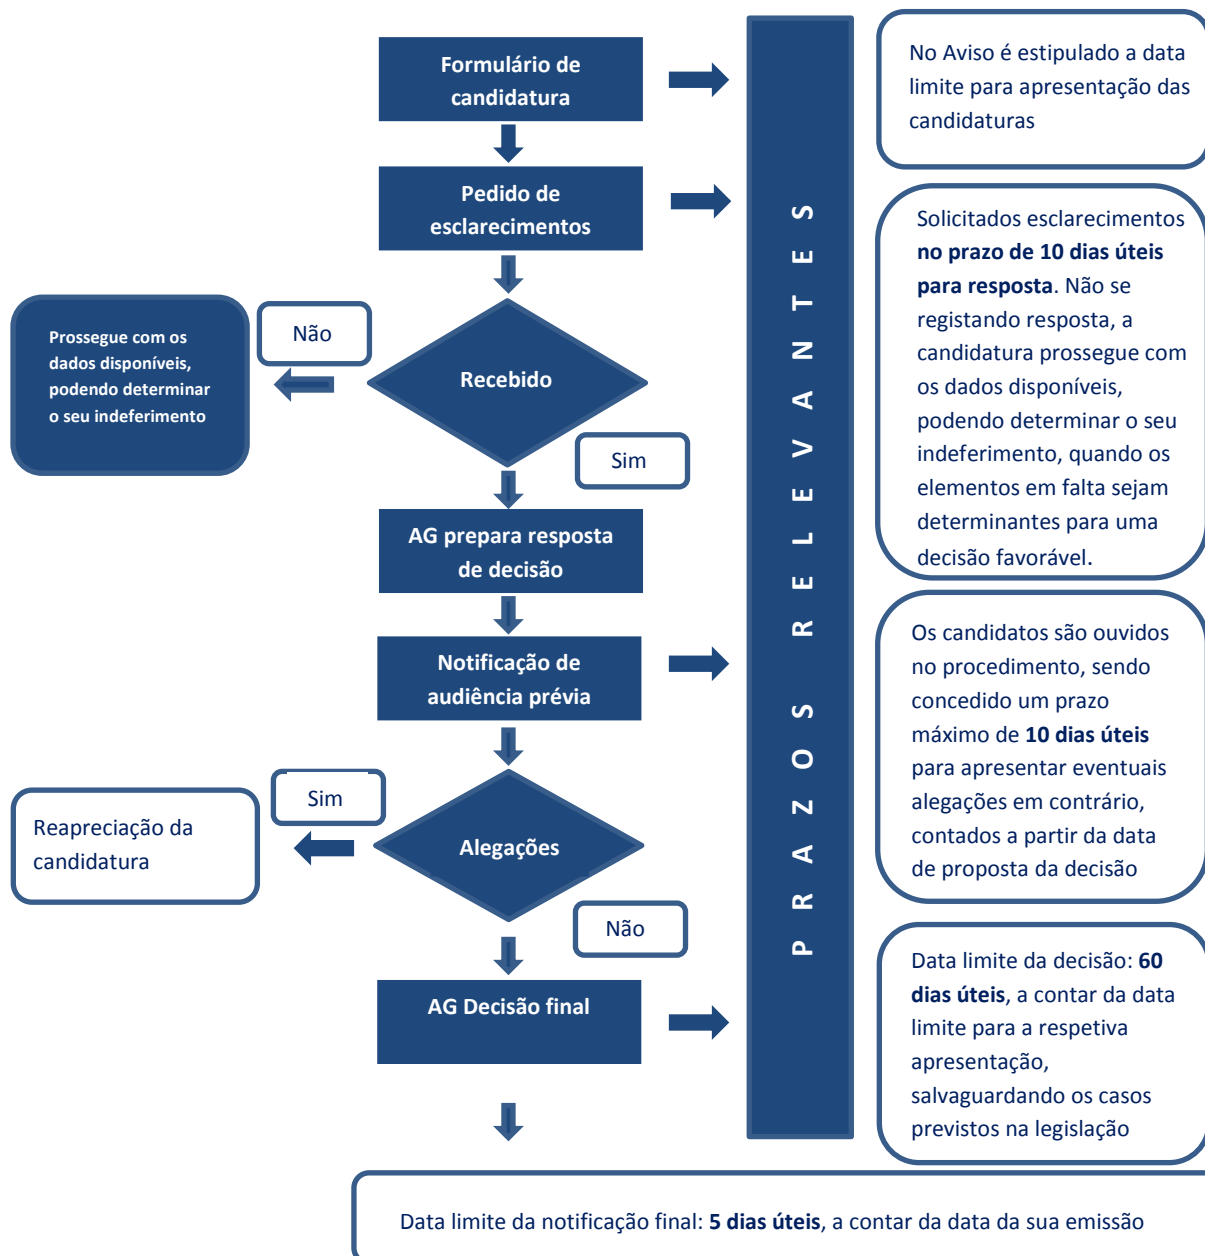 Formulário de
candidatura
No Aviso é estipulado a data
limite para apresentação das
candidaturas
Pedido de
esclarecimentos
Solicitados esclarecimentos
no prazo de 10 dias úteis
para resposta. Não se
registando resposta, a
candidatura prossegue com
os dados disponíveis,
podendo determinar o seu
indeferimento, quando os
elementos em falta sejam
determinantes para uma
decisão favorável.
Recebido
Não
Prossegue com os
dados disponíveis,
podendo determinar
o seu indeferimento
Sim
AG prepara resposta
de decisão
Notificação de
audiência prévia
Os candidatos são ouvidos
no procedimento, sendo
concedido um prazo
máximo de 10 dias úteis
para apresentar eventuais
alegações em contrário,
contados a partir da data
de proposta da decisão
Alegações
Sim
Reapreciação da
candidatura
Não
AG Decisão final
Data limite da decisão: 60
dias úteis, a contar da data
limite para a respetiva
apresentação,
salvaguardando os casos
previstos na legislação
PRAZOS RELEVANTES
Data limite da notificação final: 5 dias úteis, a contar da data da sua emissão